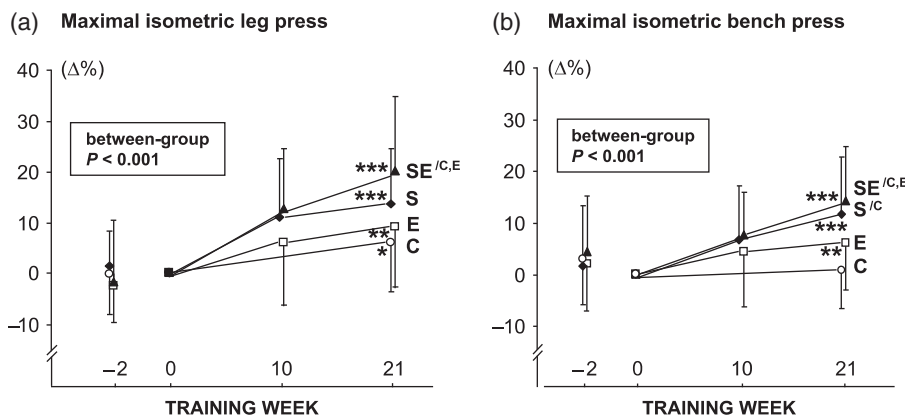 (a) Maximal isometric leg press
(Δ%)
40
30
20
10
0
–10
between-group
P < 0.001
*** SE/C,E
*** S
E
**
* C
–2 0 10 21
TRAINING WEEK
(b) Maximal isometric bench press
(Δ%)
40
30
20
10
0
–10
between-group
P < 0.001
*** SE/C,E
S/C
***
E
**
C
–2 0 10 21
TRAINING WEEK